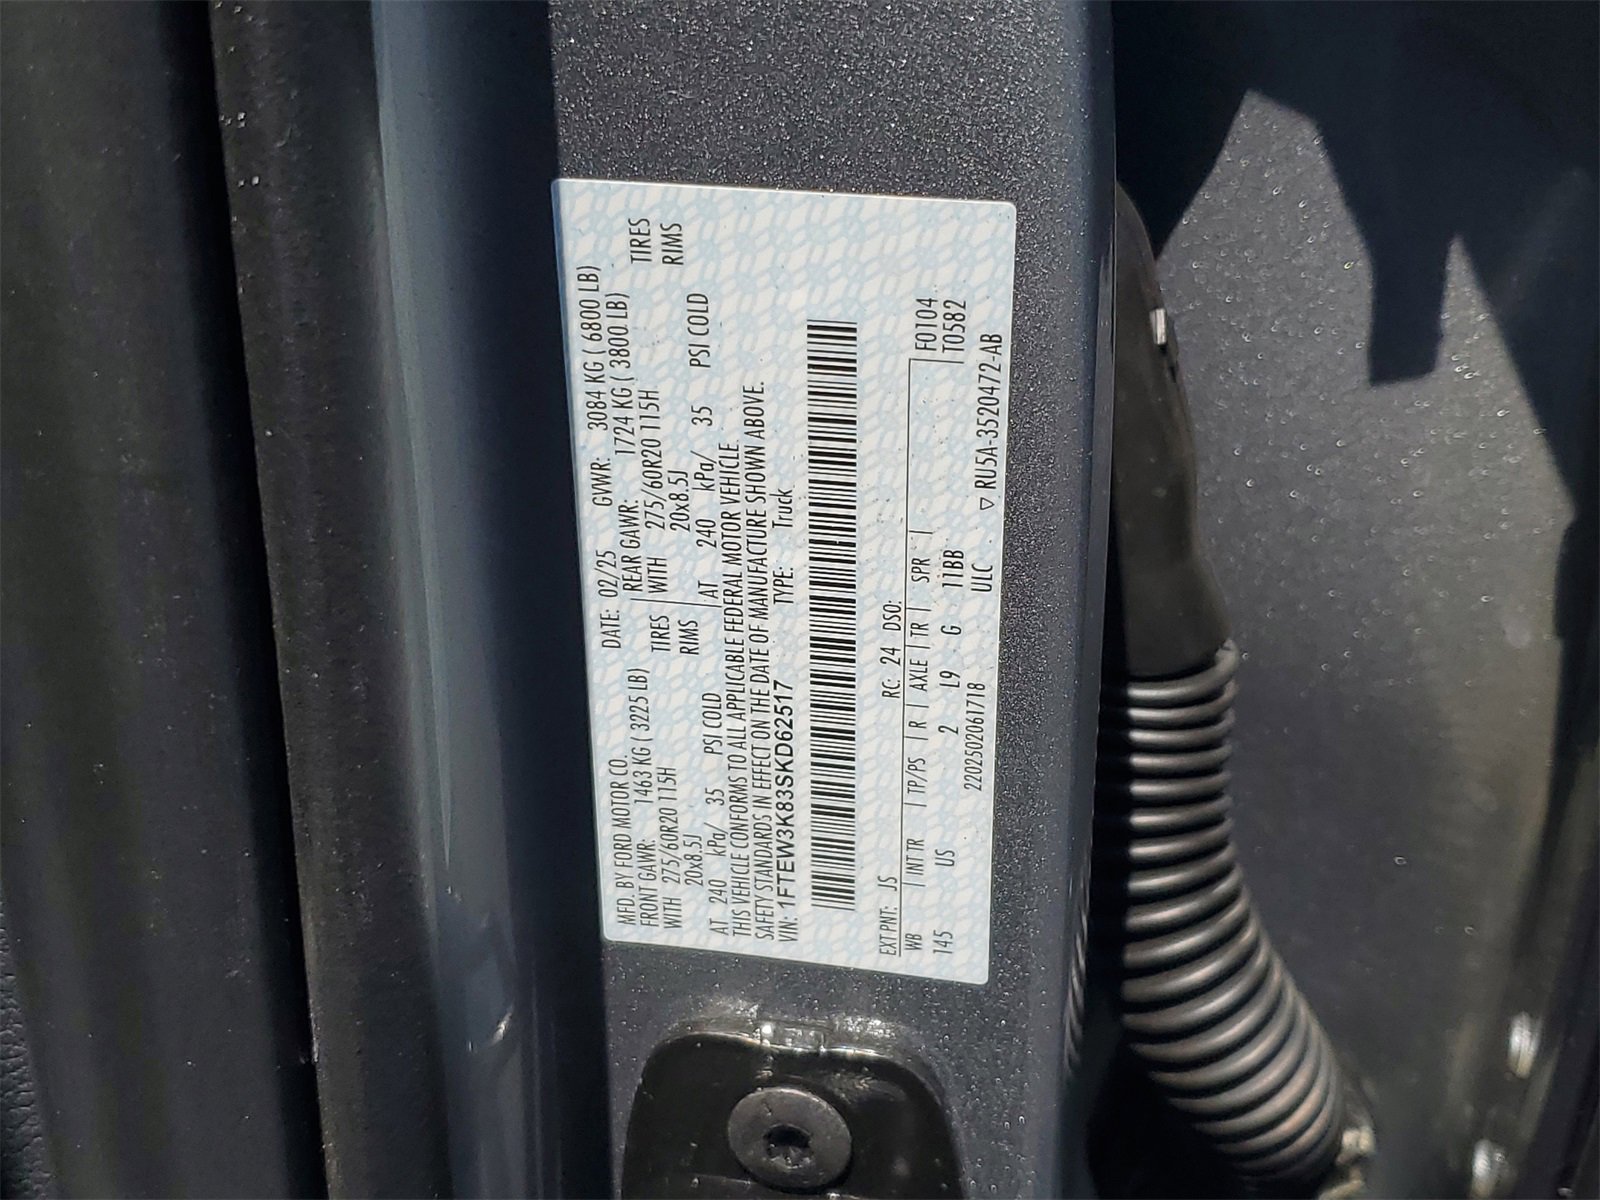 MFD. BY FORD MOTOR CO. DATE: 02/25 GVWR: 3084 KG ( 6800 LB)
FRONT GAWR: 1463 KG ( 3225 LB) REAR GAWR: 1724 KG ( 3800 LB)
WITH 275/60R20 115H TIRES WITH 275/60R20 115H TIRES
20x8.5J RIMS 20x8.5J RIMS
AT 240 kPa/ 35 PSI COLD AT 240 kPa/ 35 PSI COLD
THIS VEHICLE CONFORMS TO ALL APPLICABLE FEDERAL MOTOR VEHICLE
SAFETY STANDARDS IN EFFECT ON THE DATE OF MANUFACTURE SHOWN ABOVE.
VIN: 1FTEW3K83SKD62517 TYPE: Truck
EXT PNT: JS RC: 24 DSO:
WB | INT TR | TP/PS | R | AXLE | TR | SPR | F0104
145 US 2 L9 G 11BB T0582
2202502061718 ULC ▽ RU5A-3520472-AB